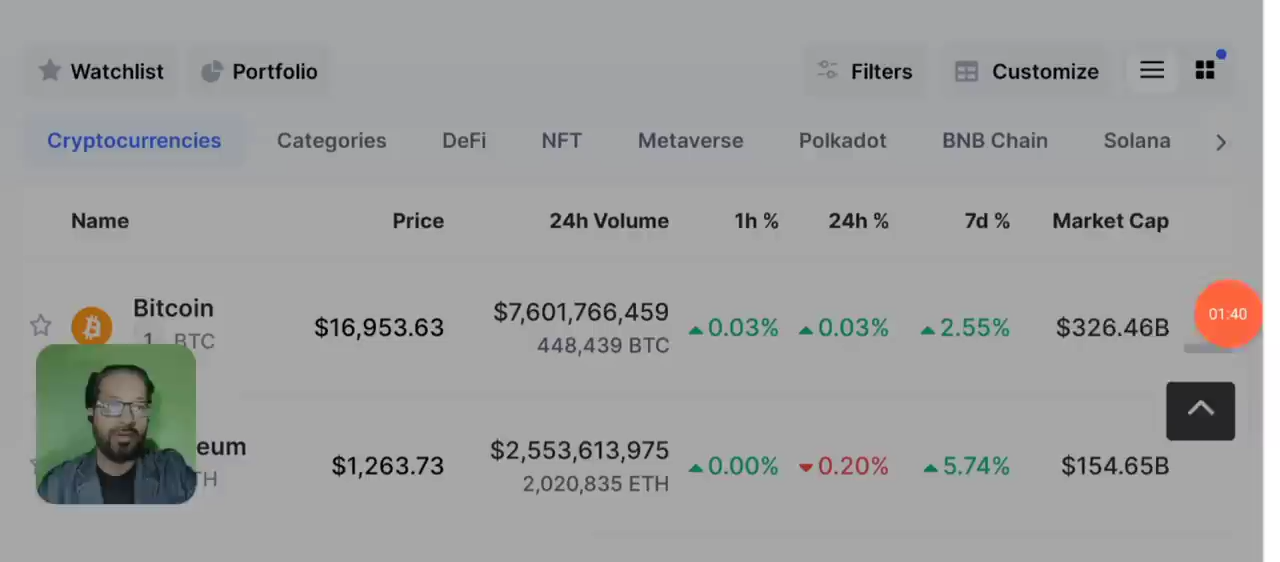 Watchlist Portfolio Filters Customize
Cryptocurrencies Categories DeFi NFT Metaverse Polkadot BNB Chain Solana
Name Price 24h Volume 1h % 24h % 7d % Market Cap
Bitcoin $16,953.63 $7,601,766,459 0.03% 0.03% 2.55% $326.46B
1 BTC 448,439 BTC
01:40
eum $1,263.73 $2,553,613,975 0.00% 0.20% 5.74% $154.65B
TH 2,020,835 ETH